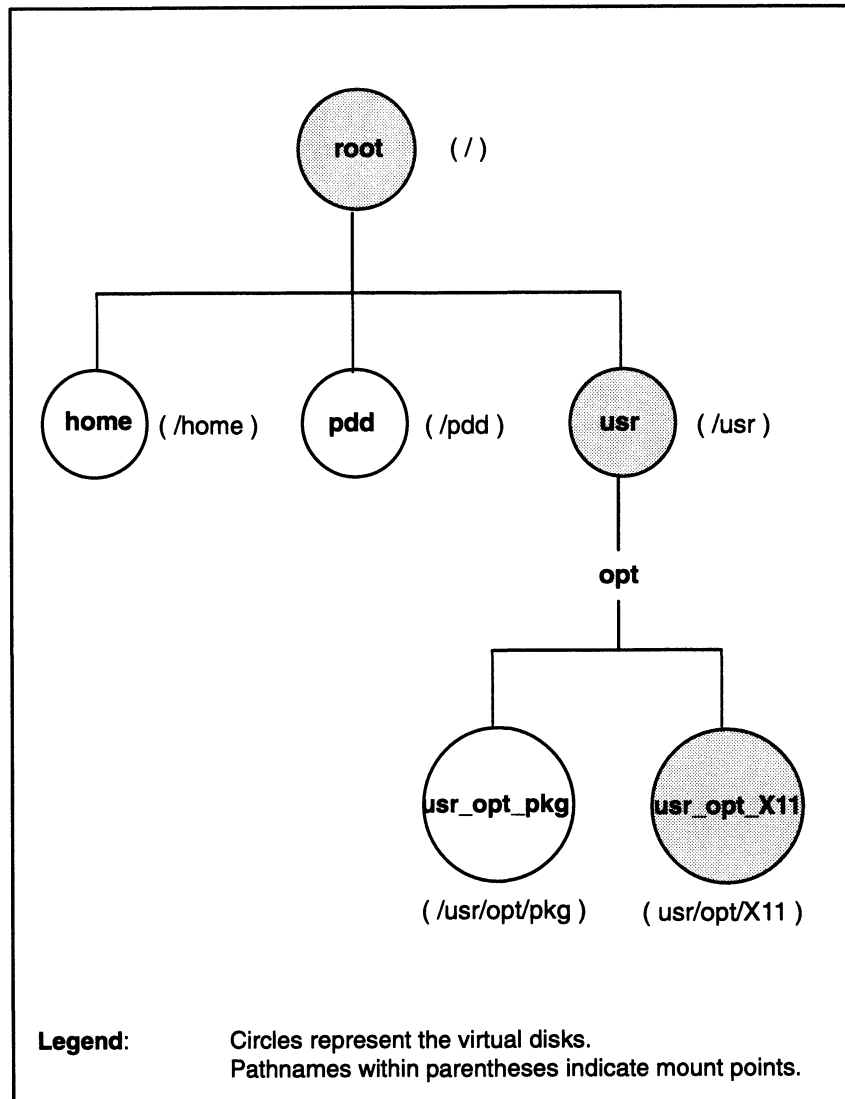 root ( / )
home ( /home ) pdd ( /pdd ) usr ( /usr )
opt
usr_opt_pkg usr_opt_X11
( /usr/opt/pkg ) ( usr/opt/X11 )
Legend: Circles represent the virtual disks.
Pathnames within parentheses indicate mount points.